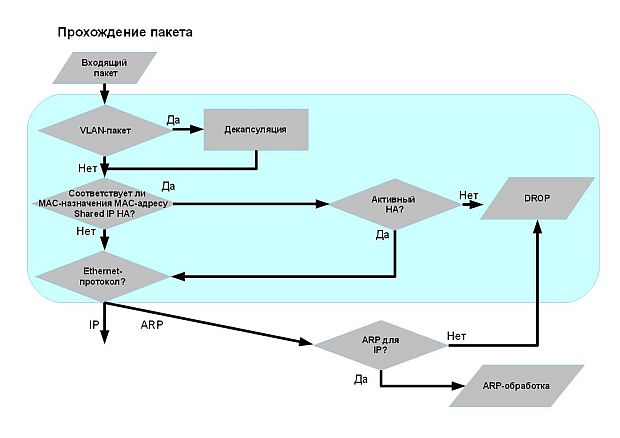 Прохождение пакета
Входящий
пакет
VLAN-пакет
Да
Декапсуляция
Нет
Соответствует ли
MAC-назначения MAC-адресу
Shared IP HA?
Да
Активный
HA?
Нет
DROP
Нет
Да
Ethernet-
протокол?
IP
ARP
ARP для
IP?
Нет
Да
ARP-обработка